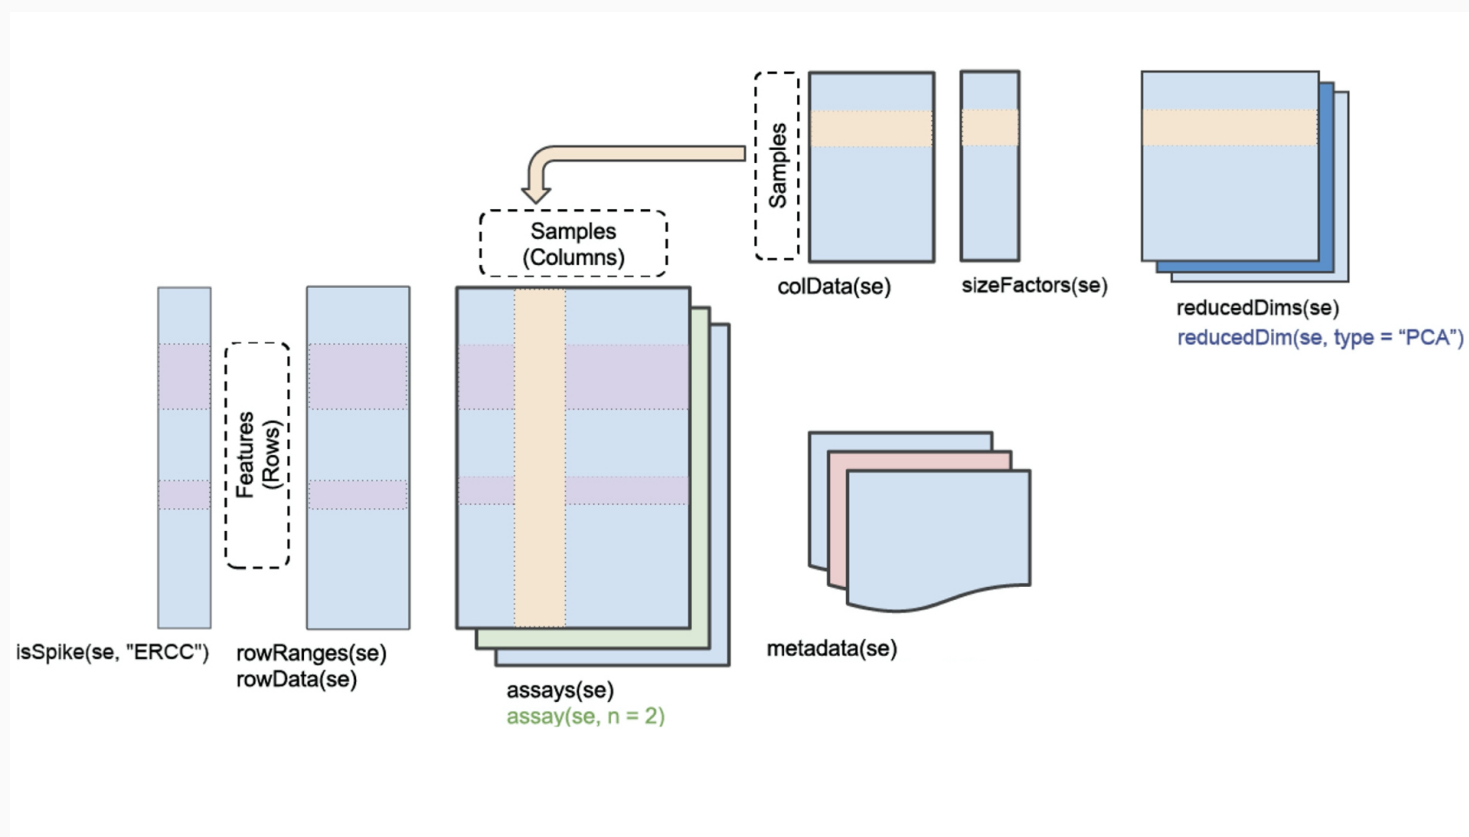 Samples
Samples
(Columns)
colData(se)
sizeFactors(se)
reducedDims(se)
reducedDim(se, type = “PCA”)
Features
(Rows)
isSpike(se, "ERCC")
rowRanges(se)
rowData(se)
assays(se)
assay(se, n = 2)
metadata(se)